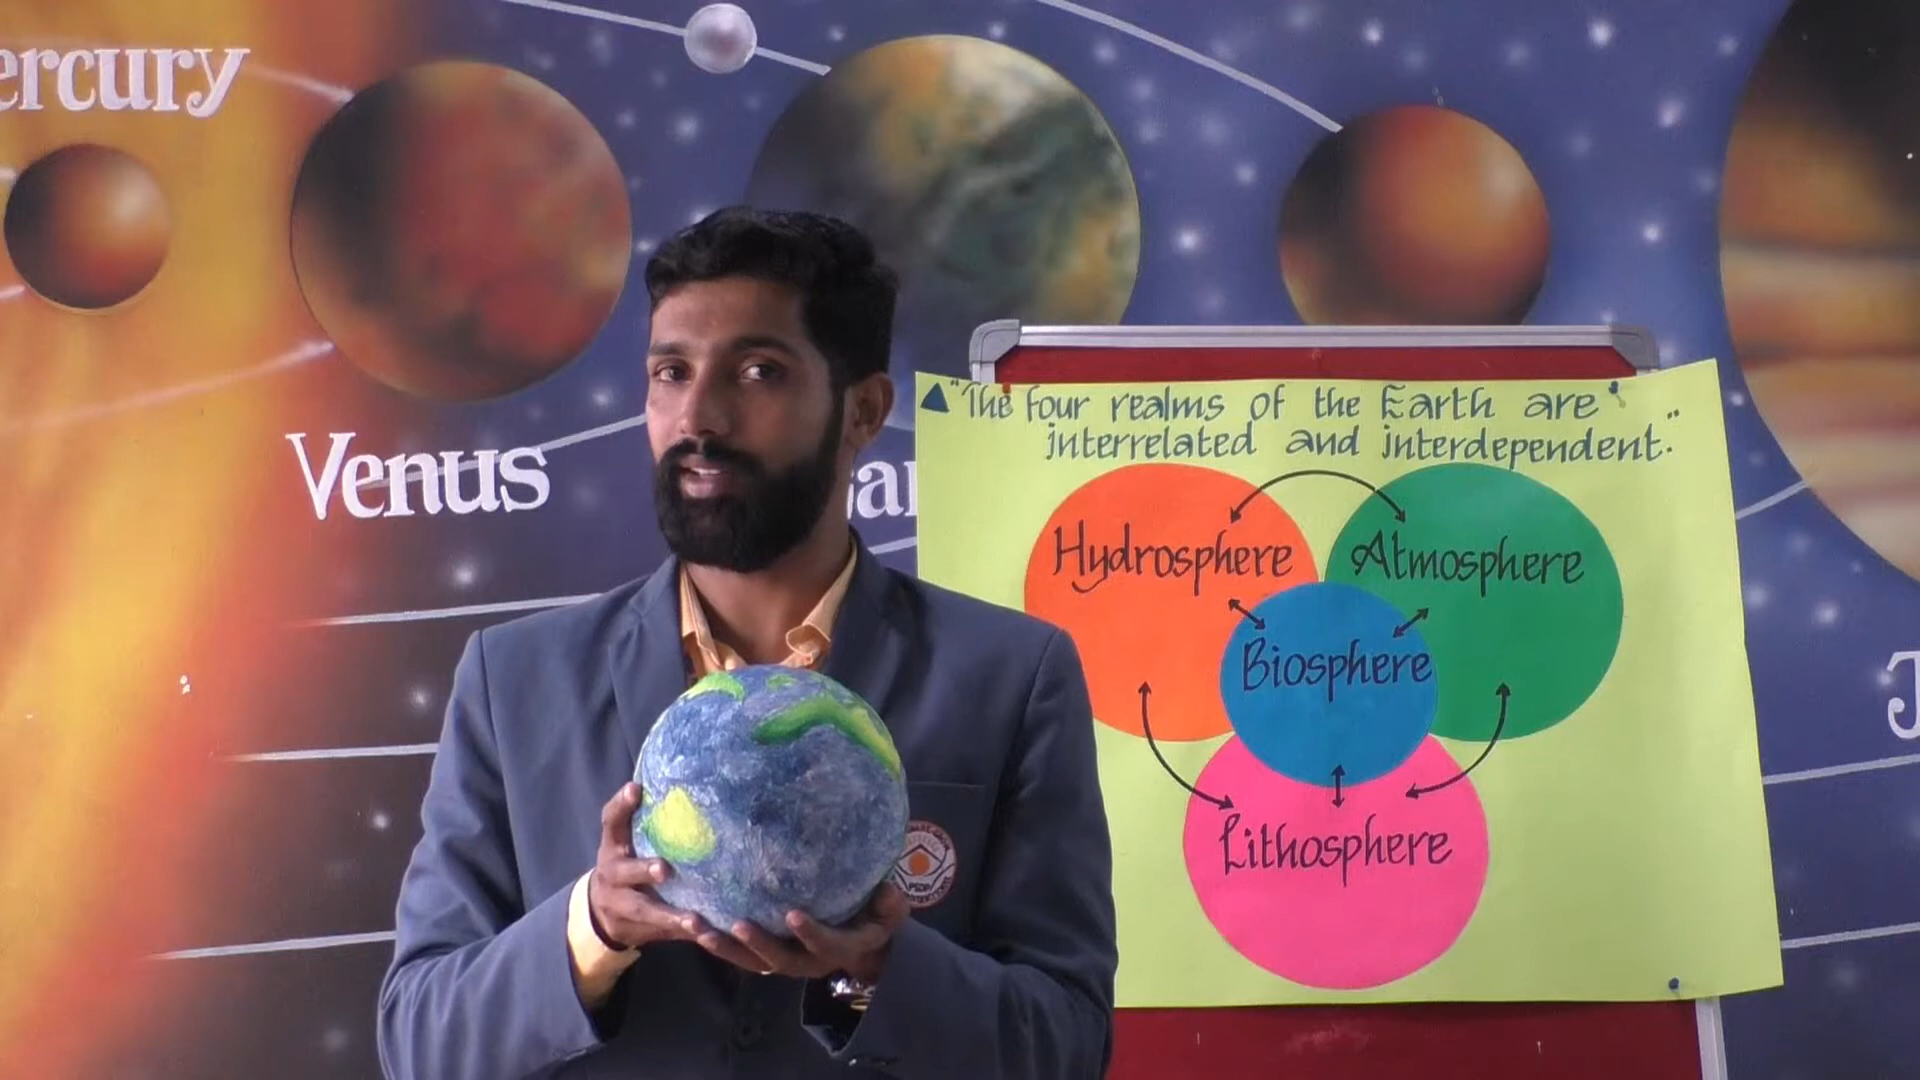 ercury
Venus
"The four realms of the Earth are
interrelated and interdependent."
Hydrosphere
Atmosphere
Biosphere
Lithosphere